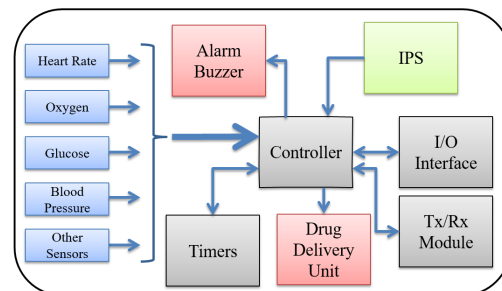 Heart Rate
Oxygen
Glucose
Blood
Pressure
Other
Sensors
Alarm
Buzzer
IPS
Controller
I/O
Interface
Timers
Drug
Delivery
Unit
Tx/Rx
Module